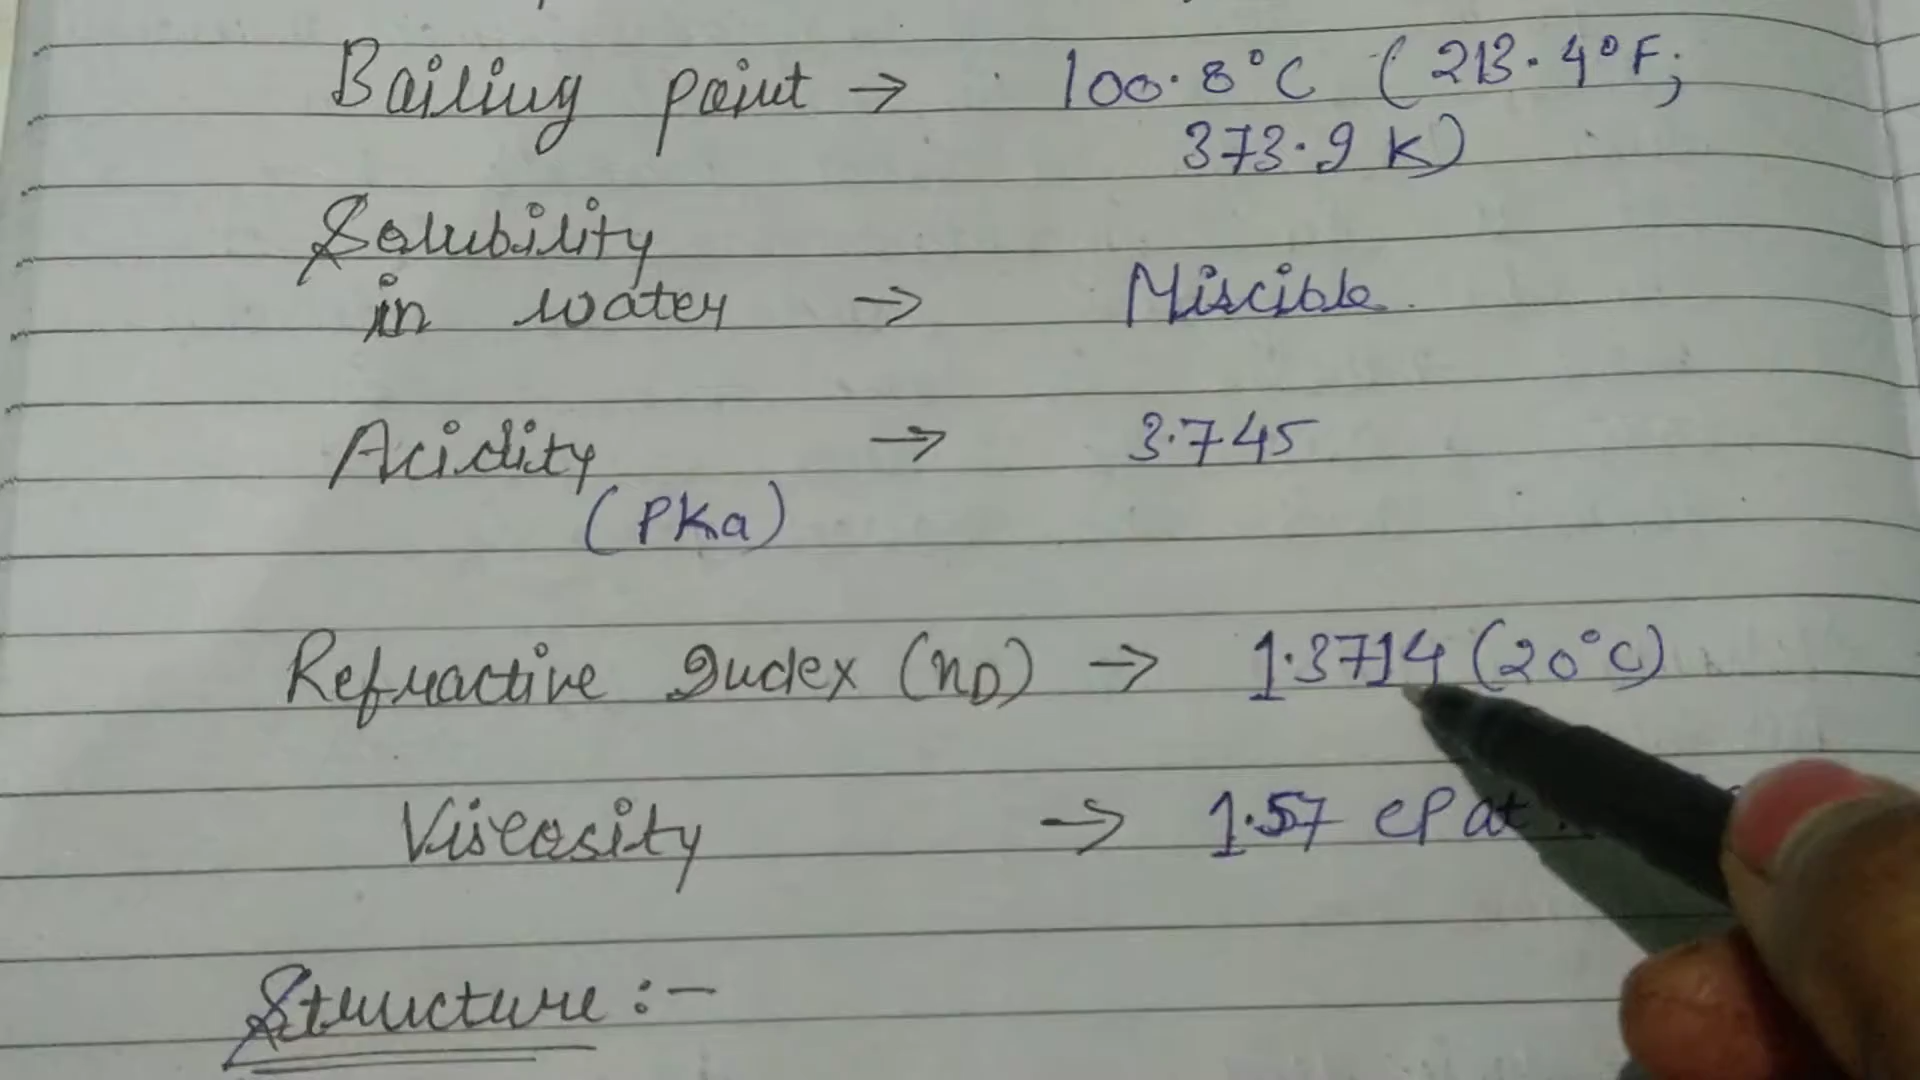 Boiling point → 100.8°C (213.4°F;
373.9 K)
Solubility
in water → Miscible.
Acidity → 3.745
(PKa)
Refractive Index (nD) → 1.3714 (20°C)
Viscosity → 1.57 cP at
Structure :-